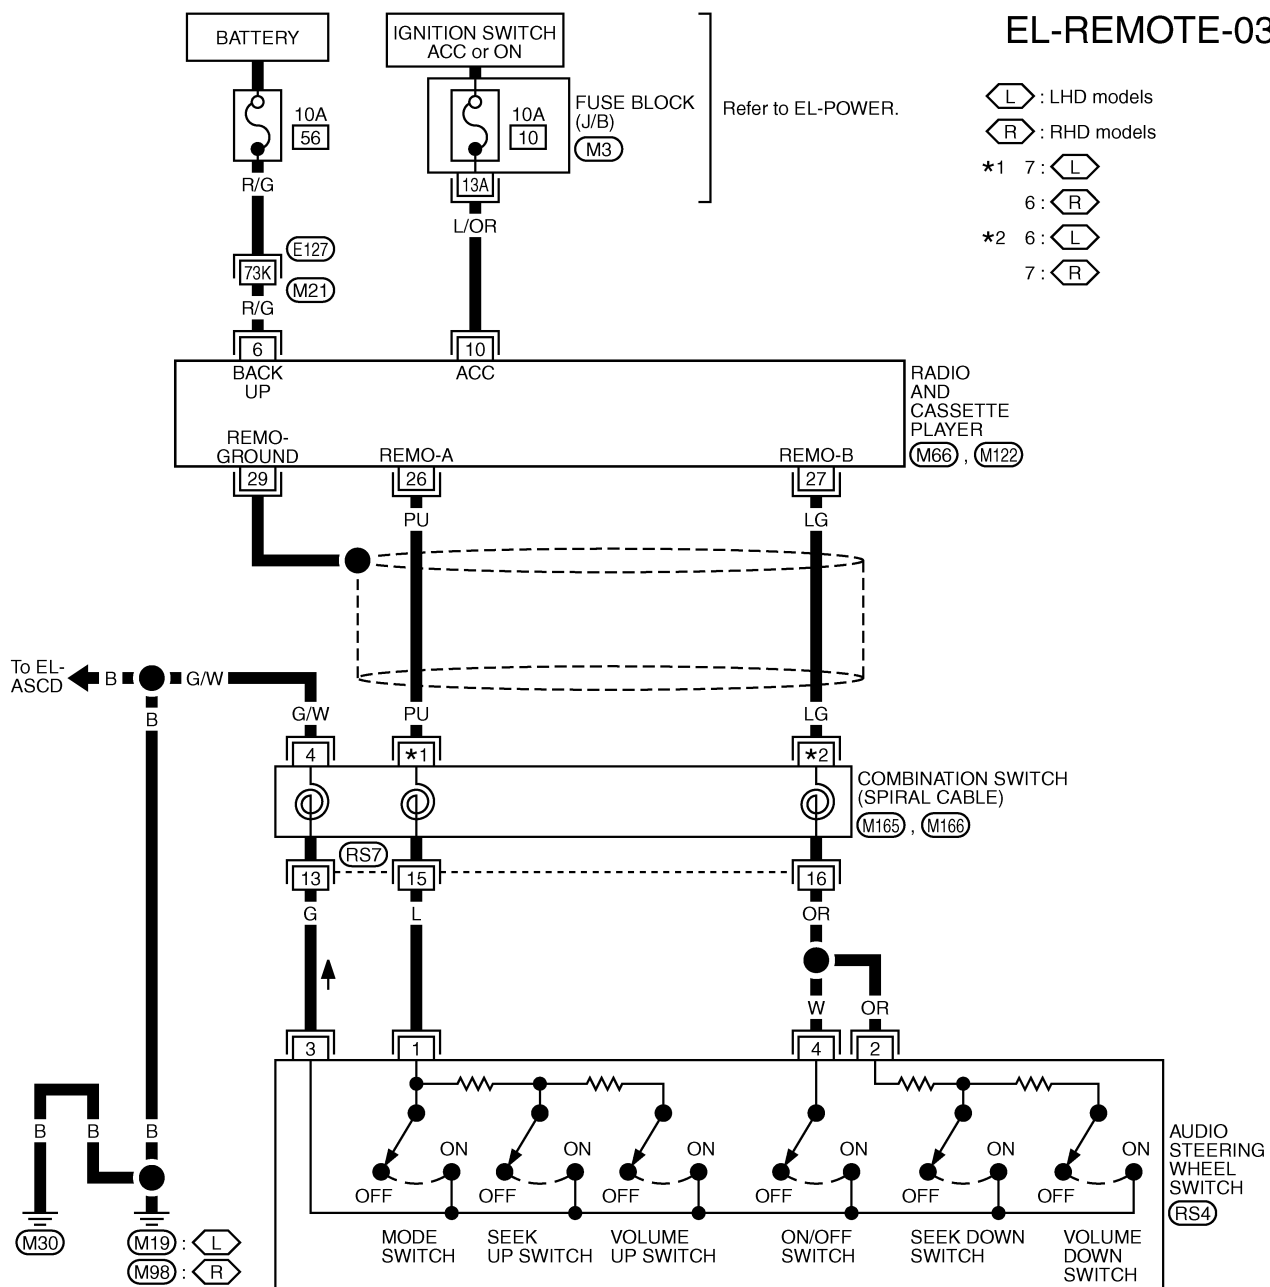 EL-REMOTE-03
BATTERY
IGNITION SWITCH
ACC or ON
10A
56
10A
10
FUSE BLOCK
(J/B)
M3
Refer to EL-POWER.
L : LHD models
R : RHD models
*1 7 : L
6 : R
*2 6 : L
7 : R
R/G
13A
L/OR
E127
73K
M21
R/G
6
10
BACK
UP
ACC
RADIO
AND
CASSETTE
PLAYER
M66 , M122
REMO-
GROUND
REMO-A
REMO-B
29
26
27
PU
LG
To EL-
ASCD
B
G/W
B
G/W
PU
LG
4
*1
*2
COMBINATION SWITCH
(SPIRAL CABLE)
M165 , M166
RS7
13
15
16
G
L
OR
W
OR
3
1
4
2
B
B
B
ON
ON
ON
ON
ON
ON
OFF
OFF
OFF
OFF
OFF
OFF
AUDIO
STEERING
WHEEL
SWITCH
RS4
MODE
SWITCH
SEEK
UP SWITCH
VOLUME
UP SWITCH
ON/OFF
SWITCH
SEEK DOWN
SWITCH
VOLUME
DOWN
SWITCH
M30
M19 : L
M98 : R